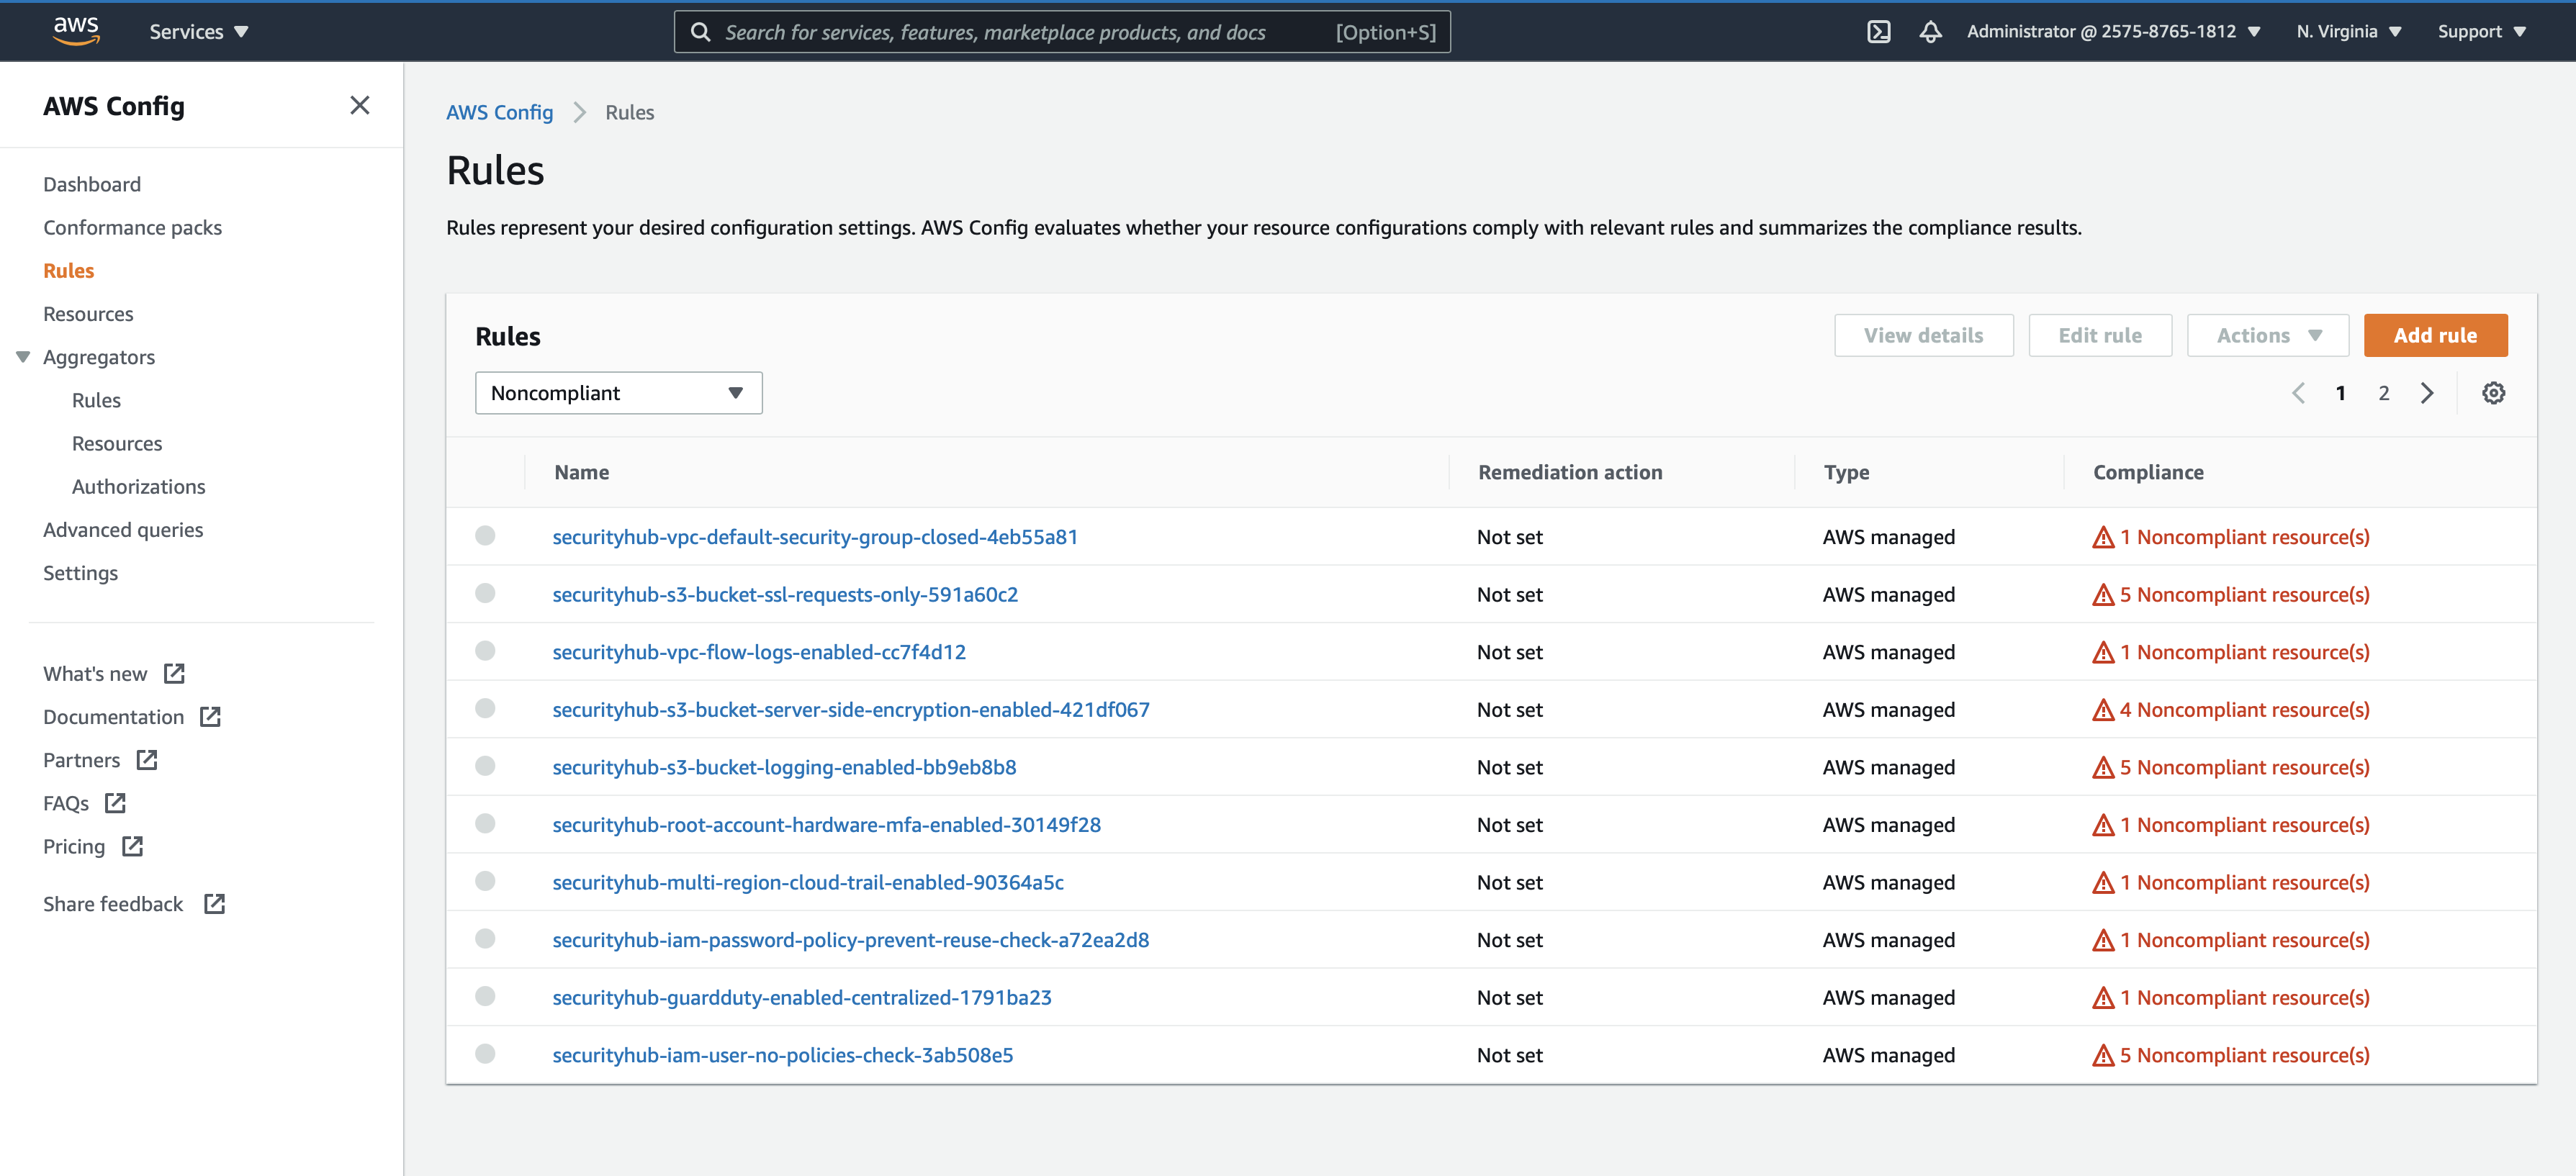 aws
Services
Search for services, features, marketplace products, and docs [Option+S]
Administrator @ 2575-8765-1812
N. Virginia
Support
AWS Config
Dashboard
Conformance packs
Rules
Resources
Aggregators
Rules
Resources
Authorizations
Advanced queries
Settings
What's new
Documentation
Partners
FAQs
Pricing
Share feedback
AWS Config > Rules
Rules
Rules represent your desired configuration settings. AWS Config evaluates whether your resource configurations comply with relevant rules and summarizes the compliance results.
Rules
View details
Edit rule
Actions
Add rule
Noncompliant
1 2
Name Remediation action Type Compliance
securityhub-vpc-default-security-group-closed-4eb55a81 Not set AWS managed 1 Noncompliant resource(s)
securityhub-s3-bucket-ssl-requests-only-591a60c2 Not set AWS managed 5 Noncompliant resource(s)
securityhub-vpc-flow-logs-enabled-cc7f4d12 Not set AWS managed 1 Noncompliant resource(s)
securityhub-s3-bucket-server-side-encryption-enabled-421df067 Not set AWS managed 4 Noncompliant resource(s)
securityhub-s3-bucket-logging-enabled-bb9eb8b8 Not set AWS managed 5 Noncompliant resource(s)
securityhub-root-account-hardware-mfa-enabled-30149f28 Not set AWS managed 1 Noncompliant resource(s)
securityhub-multi-region-cloud-trail-enabled-90364a5c Not set AWS managed 1 Noncompliant resource(s)
securityhub-iam-password-policy-prevent-reuse-check-a72ea2d8 Not set AWS managed 1 Noncompliant resource(s)
securityhub-guardduty-enabled-centralized-1791ba23 Not set AWS managed 1 Noncompliant resource(s)
securityhub-iam-user-no-policies-check-3ab508e5 Not set AWS managed 5 Noncompliant resource(s)